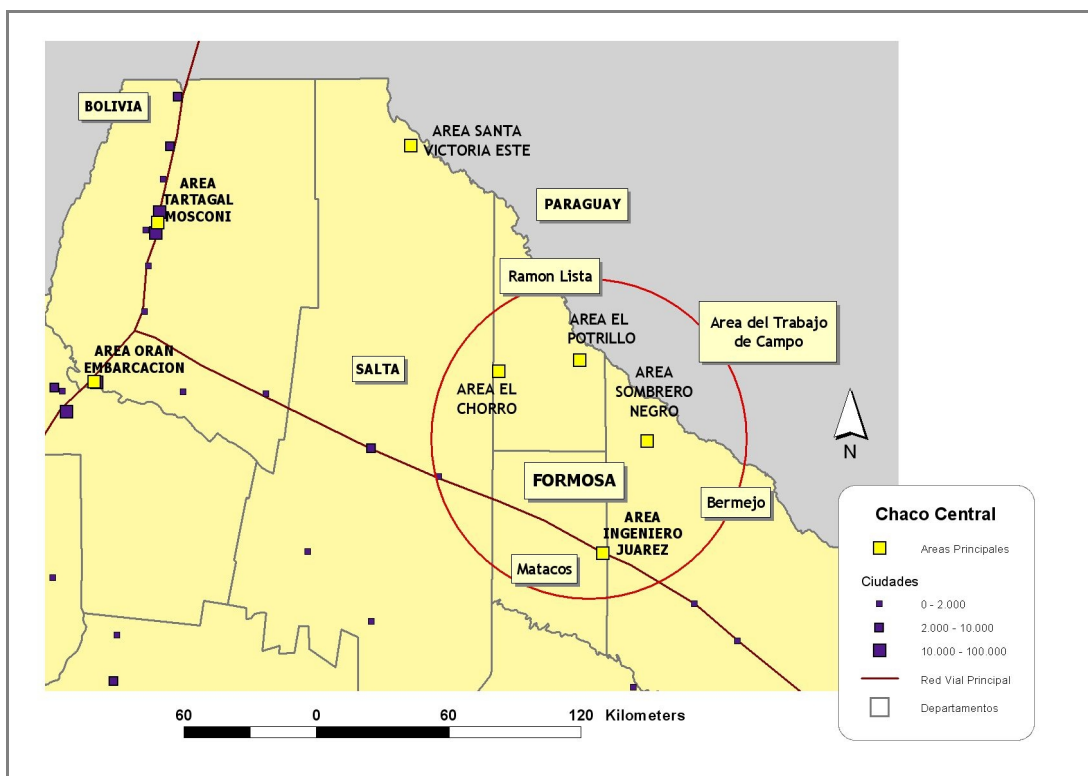 BOLIVIA
AREA SANTA
VICTORIA ESTE
AREA
TARTAGAL
MOSCONI
PARAGUAY
Ramon Lista
Area del Trabajo
de Campo
AREA EL
POTRILLO
AREA ORAN
EMBARCACION
SALTA
AREA EL
CHORRO
AREA
SOMBRERO
NEGRO
N
FORMOSA
Bermejo
AREA
INGENIERO
JUAREZ
Matacos
Chaco Central
Areas Principales
Ciudades
0 - 2.000
2.000 - 10.000
10.000 - 100.000
Red Vial Principal
Departamentos
60 0 60 120 Kilometers